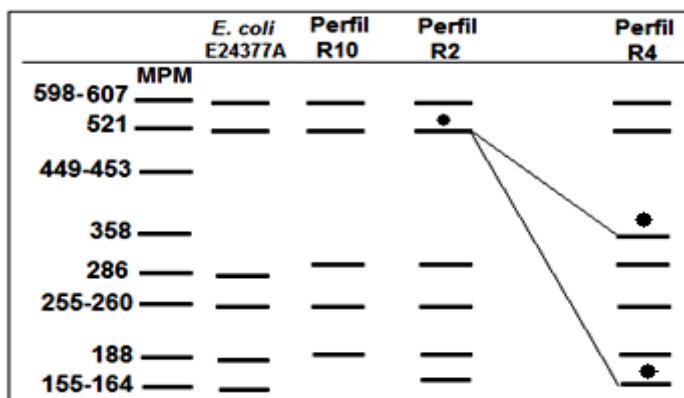 E. coli Perfil Perfil Perfil
E24377A R10 R2 R4
MPM
598-607
521
449-453
358
286
255-260
188
155-164